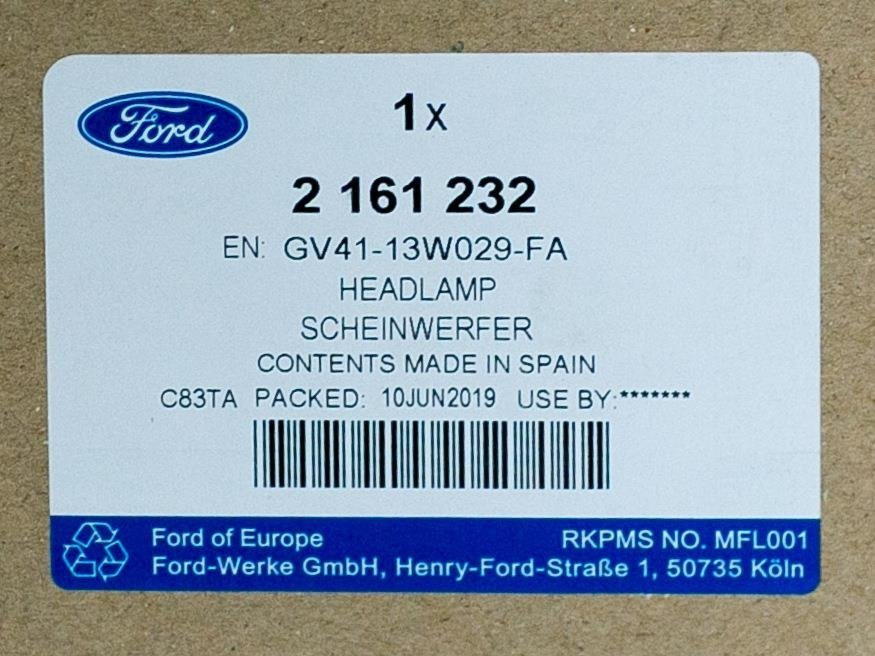 Ford
1x
2 161 232
EN: GV41-13W029-FA
HEADLAMP
SCHEINWERFER
CONTENTS MADE IN SPAIN
C83TA PACKED: 10JUN2019 USE BY:*******
Ford of Europe
RKPMS NO. MFL001
Ford-Werke GmbH, Henry-Ford-Straße 1, 50735 Köln